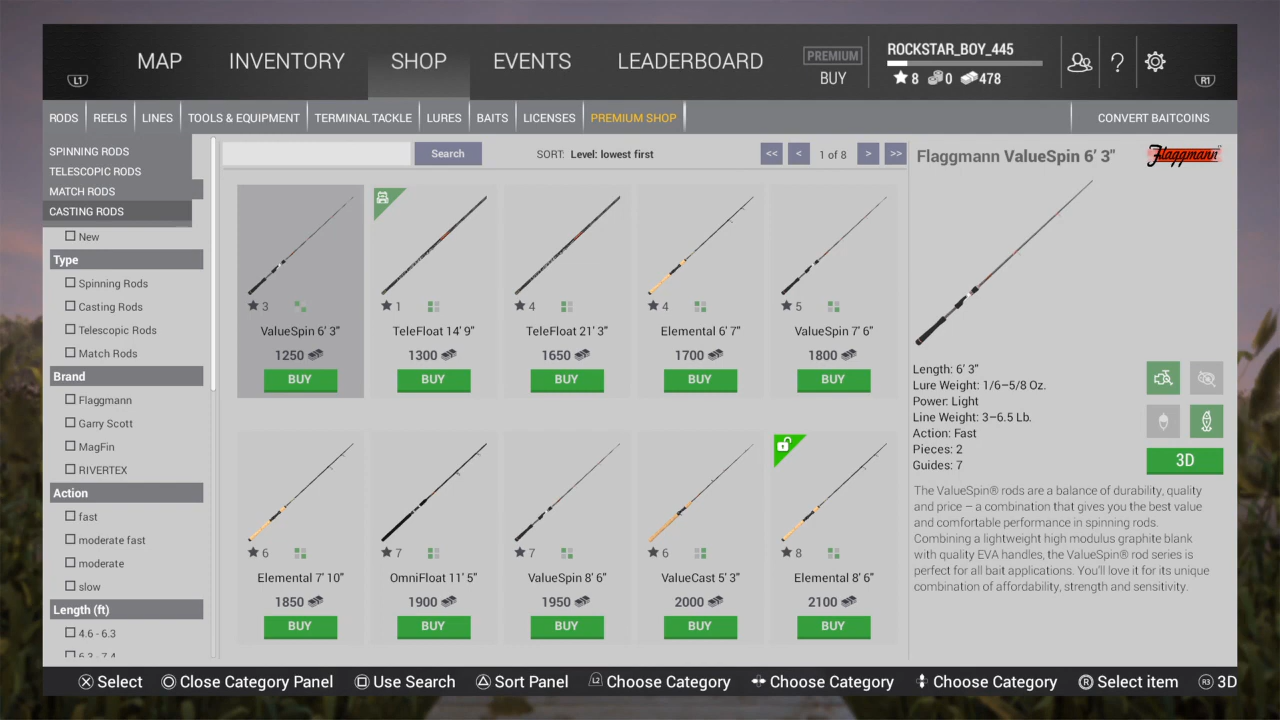 MAP
INVENTORY
SHOP
EVENTS
LEADERBOARD
PREMIUM
BUY
ROCKSTAR_BOY_445
8 0 478
L1
R1
RODS
REELS
LINES
TOOLS & EQUIPMENT
TERMINAL TACKLE
LURES
BAITS
LICENSES
PREMIUM SHOP
CONVERT BAITCOINS
SPINNING RODS
TELESCOPIC RODS
MATCH RODS
CASTING RODS
New
Type
Spinning Rods
Casting Rods
Telescopic Rods
Match Rods
Brand
Flaggmann
Garry Scott
MagFin
RIVERTEX
Action
fast
moderate fast
moderate
slow
Length (ft)
4.6 - 6.3
6.3 - 7.4
Search
SORT: Level: lowest first
<< < 1 of 8 > >>
3
ValueSpin 6' 3"
1250
BUY
1
TeleFloat 14' 9"
1300
BUY
4
TeleFloat 21' 3"
1650
BUY
4
Elemental 6' 7"
1700
BUY
5
ValueSpin 7' 6"
1800
BUY
6
Elemental 7' 10"
1850
BUY
7
OmniFloat 11' 5"
1900
BUY
7
ValueSpin 8' 6"
1950
BUY
6
ValueCast 5' 3"
2000
BUY
8
Elemental 8' 6"
2100
BUY
Flaggmann ValueSpin 6' 3"
Flaggmann
Length: 6' 3"
Lure Weight: 1/6–5/8 Oz.
Power: Light
Line Weight: 3–6.5 Lb.
Action: Fast
Pieces: 2
Guides: 7
3D
The ValueSpin® rods are a balance of durability, quality
and price – a combination that gives you the best value
and comfortable performance in spinning rods.
Combining a lightweight high modulus graphite blank
with quality EVA handles, the ValueSpin® rod series is
perfect for all bait applications. You'll love it for its unique
combination of affordability, strength and sensitivity.
Select
Close Category Panel
Use Search
Sort Panel
L2 Choose Category
Choose Category
Choose Category
R Select item
R3 3D